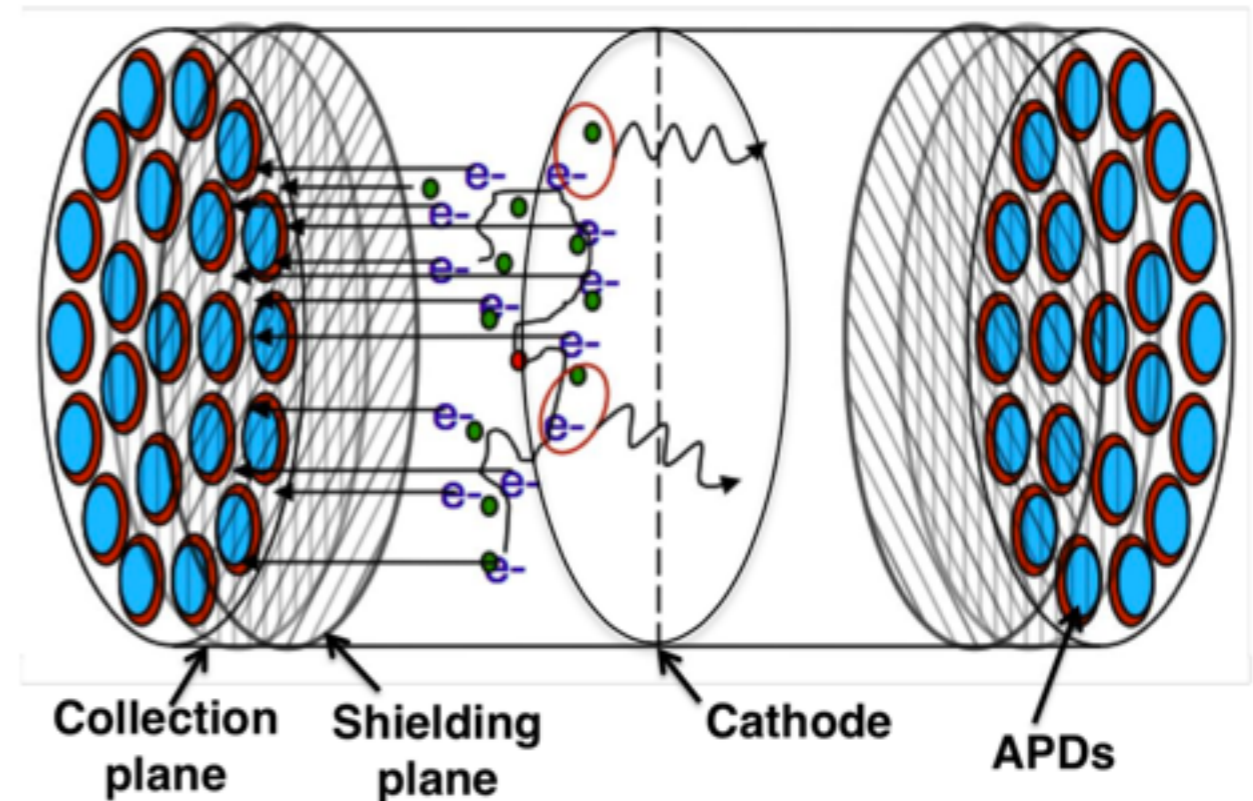 e- e-
e-
e-
e-
e-
e-
e-
e-
e-
e-
e-
e-
Collection
plane
Shielding
plane
Cathode
APDs